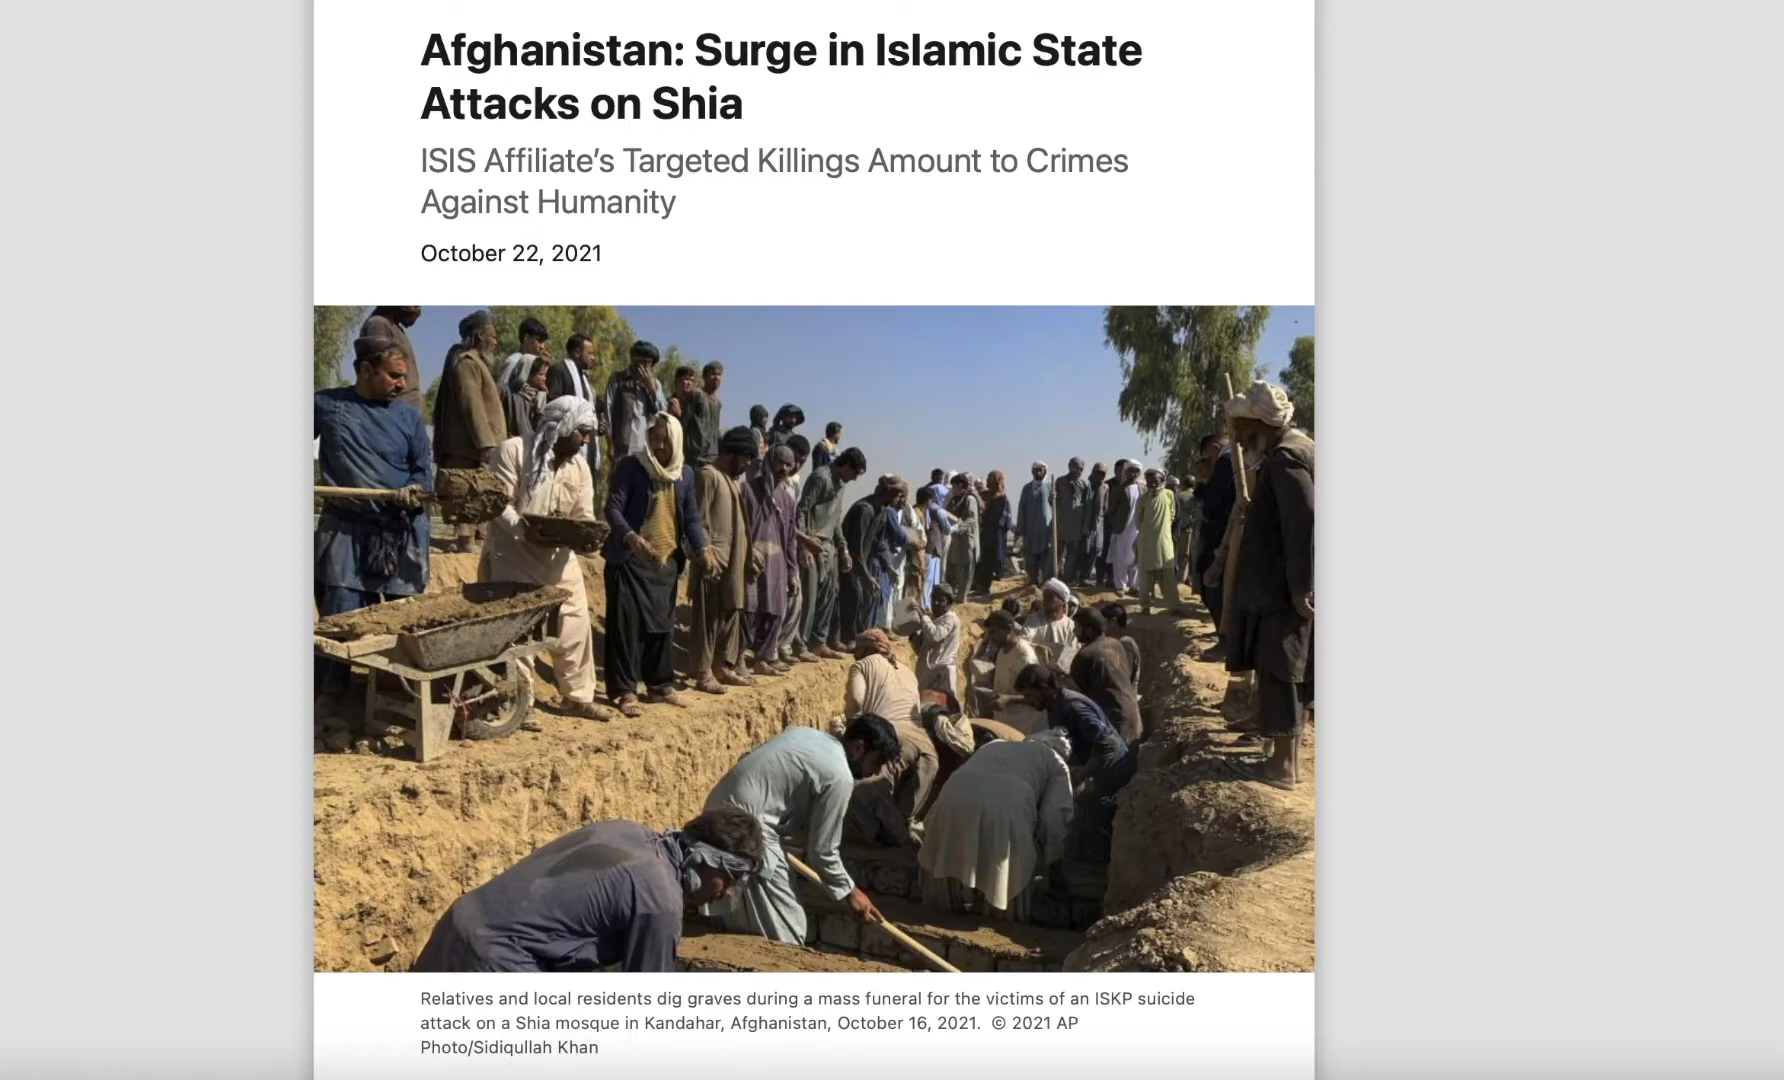 Afghanistan: Surge in Islamic State
Attacks on Shia
ISIS Affiliate’s Targeted Killings Amount to Crimes
Against Humanity
October 22, 2021
Relatives and local residents dig graves during a mass funeral for the victims of an ISKP suicide
attack on a Shia mosque in Kandahar, Afghanistan, October 16, 2021.  © 2021 AP
Photo/Sidiqullah Khan